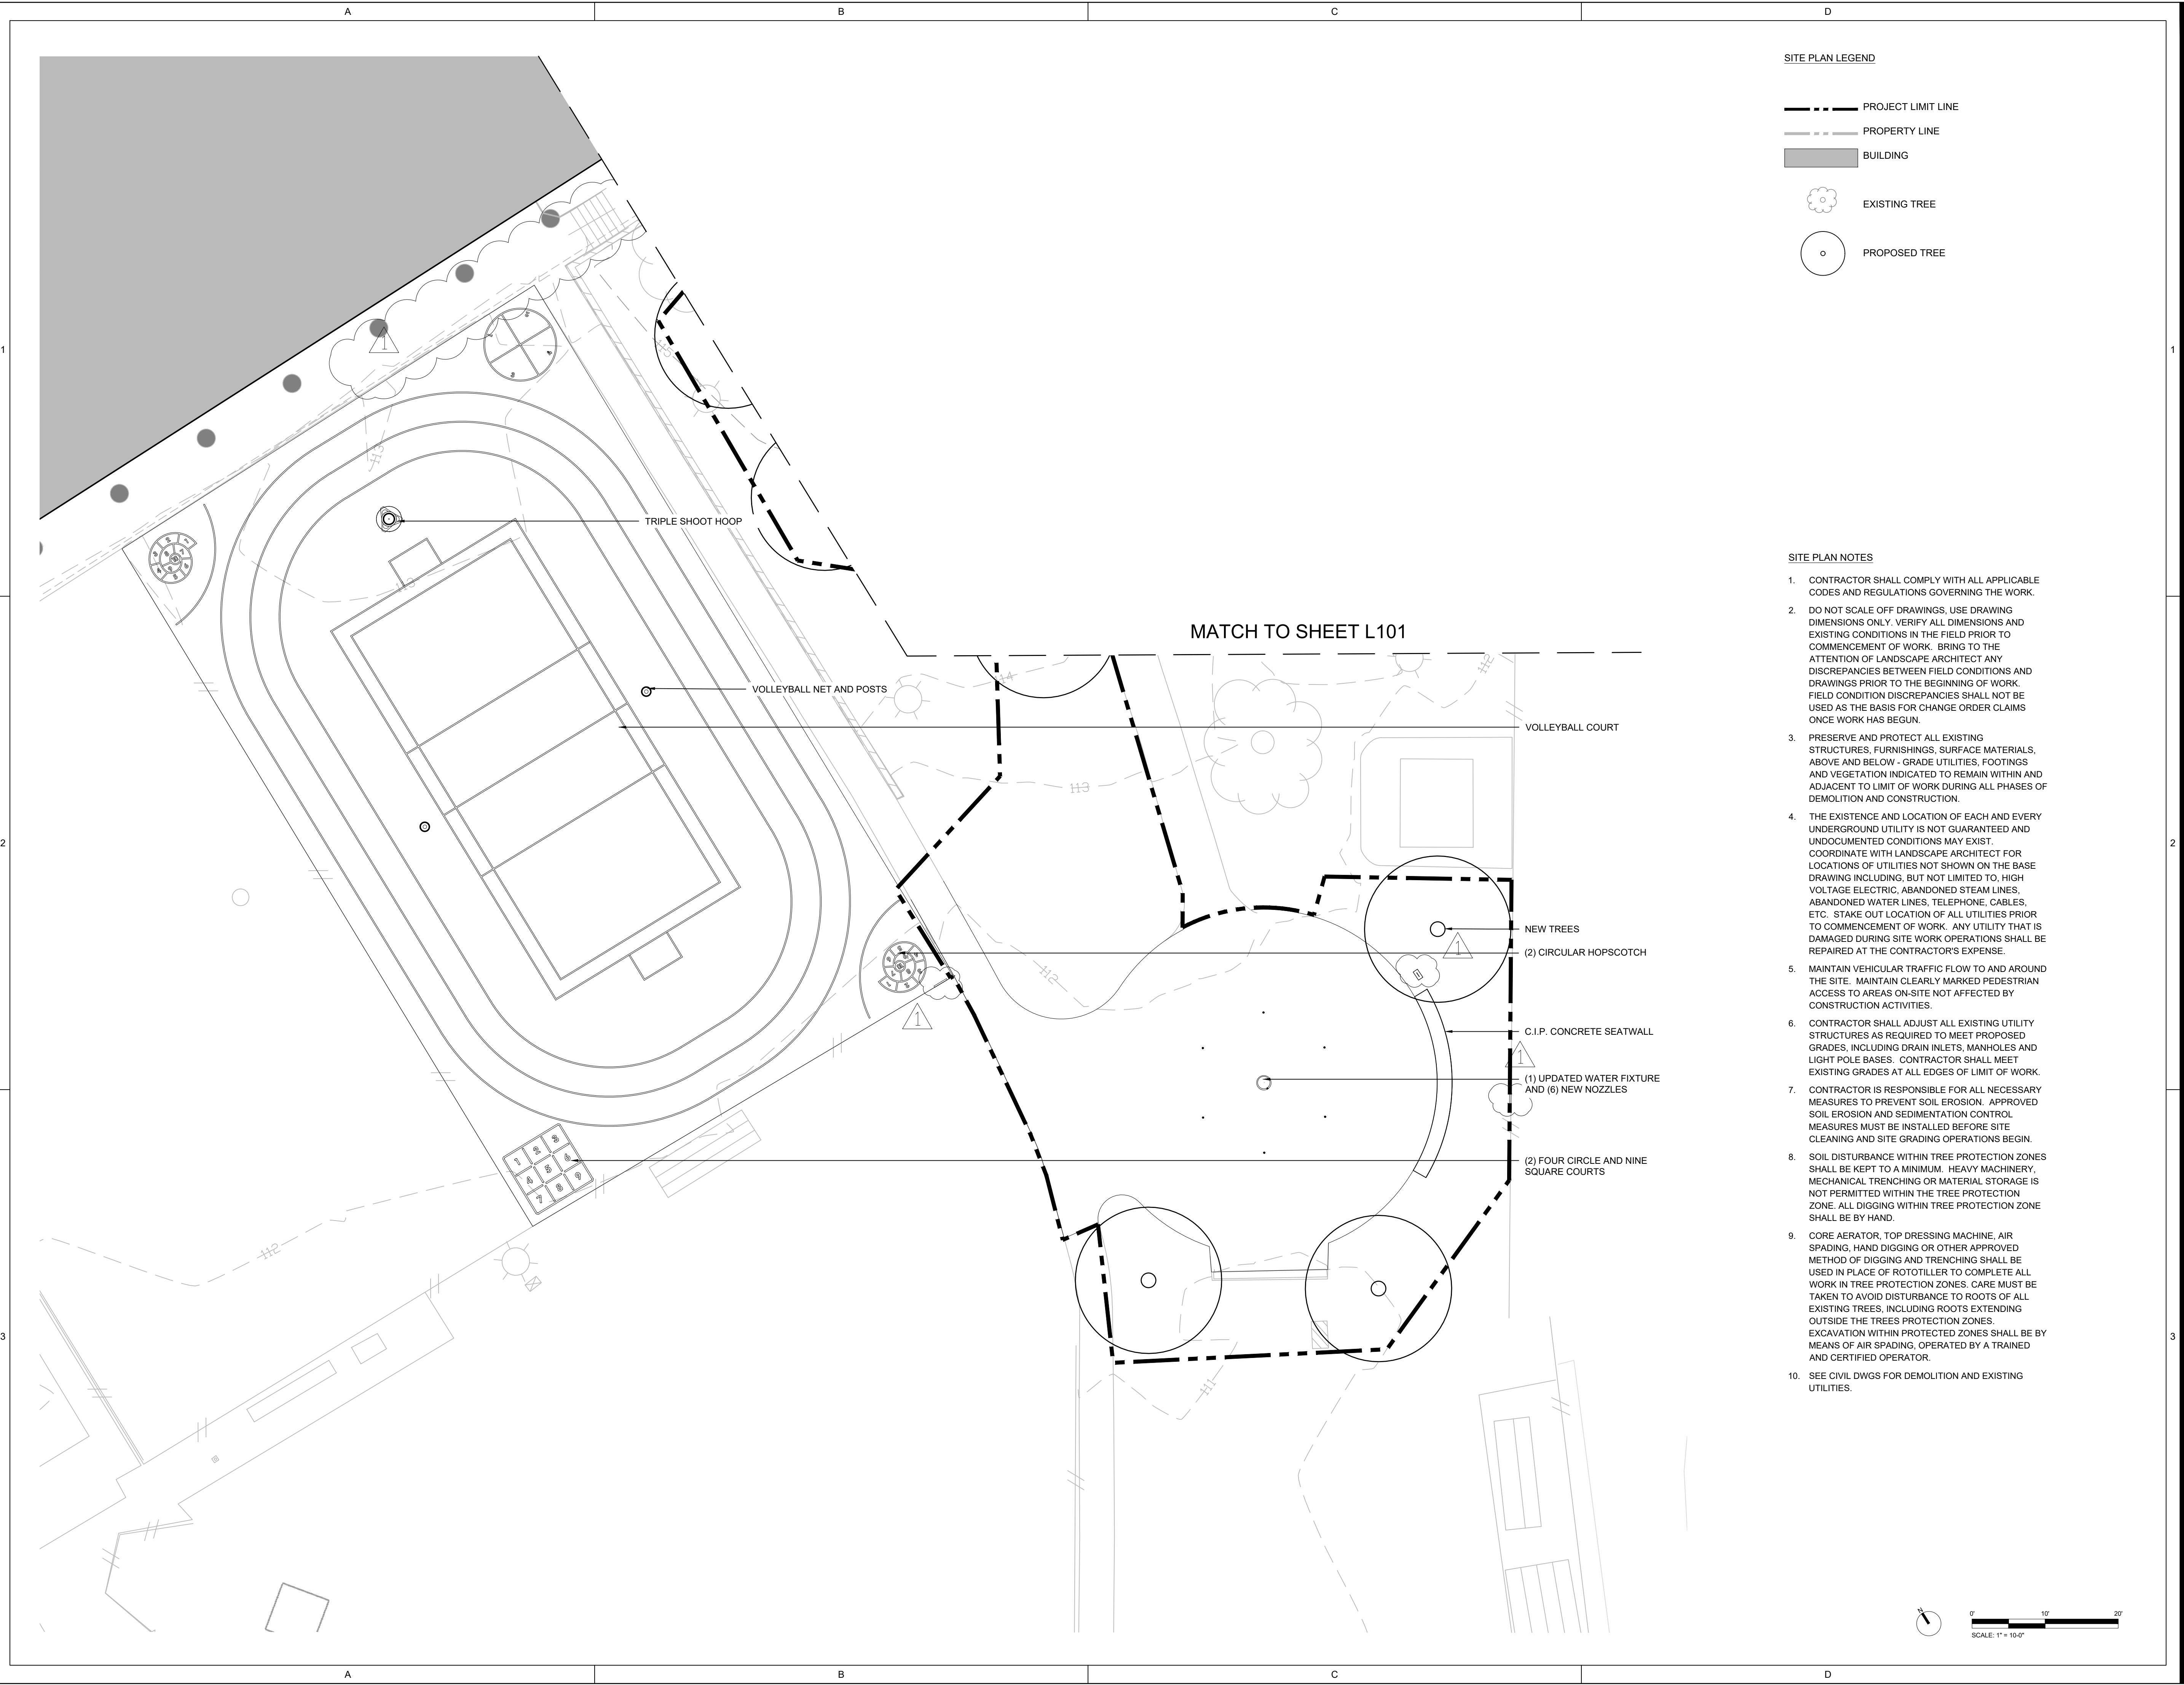 A
B
C
D
SITE PLAN LEGEND
PROJECT LIMIT LINE
PROPERTY LINE
BUILDING
EXISTING TREE
PROPOSED TREE
1
1
1
113
113
TRIPLE SHOOT HOOP
MATCH TO SHEET L101
VOLLEYBALL NET AND POSTS
114
112
VOLLEYBALL COURT
113
2
2
NEW TREES
1
(2) CIRCULAR HOPSCOTCH
112
1
C.I.P. CONCRETE SEATWALL
1
(1) UPDATED WATER FIXTURE
AND (6) NEW NOZZLES
(2) FOUR CIRCLE AND NINE
SQUARE COURTS
1 2 3
4 5 6
7 8 9
112
111
3
3
SITE PLAN NOTES
1. CONTRACTOR SHALL COMPLY WITH ALL APPLICABLE
CODES AND REGULATIONS GOVERNING THE WORK.
2. DO NOT SCALE OFF DRAWINGS, USE DRAWING
DIMENSIONS ONLY. VERIFY ALL DIMENSIONS AND
EXISTING CONDITIONS IN THE FIELD PRIOR TO
COMMENCEMENT OF WORK. BRING TO THE
ATTENTION OF LANDSCAPE ARCHITECT ANY
DISCREPANCIES BETWEEN FIELD CONDITIONS AND
DRAWINGS PRIOR TO THE BEGINNING OF WORK.
FIELD CONDITION DISCREPANCIES SHALL NOT BE
USED AS THE BASIS FOR CHANGE ORDER CLAIMS
ONCE WORK HAS BEGUN.
3. PRESERVE AND PROTECT ALL EXISTING
STRUCTURES, FURNISHINGS, SURFACE MATERIALS,
ABOVE AND BELOW - GRADE UTILITIES, FOOTINGS
AND VEGETATION INDICATED TO REMAIN WITHIN AND
ADJACENT TO LIMIT OF WORK DURING ALL PHASES OF
DEMOLITION AND CONSTRUCTION.
4. THE EXISTENCE AND LOCATION OF EACH AND EVERY
UNDERGROUND UTILITY IS NOT GUARANTEED AND
UNDOCUMENTED CONDITIONS MAY EXIST.
COORDINATE WITH LANDSCAPE ARCHITECT FOR
LOCATIONS OF UTILITIES NOT SHOWN ON THE BASE
DRAWING INCLUDING, BUT NOT LIMITED TO, HIGH
VOLTAGE ELECTRIC, ABANDONED STEAM LINES,
ABANDONED WATER LINES, TELEPHONE, CABLES,
ETC. STAKE OUT LOCATION OF ALL UTILITIES PRIOR
TO COMMENCEMENT OF WORK. ANY UTILITY THAT IS
DAMAGED DURING SITE WORK OPERATIONS SHALL BE
REPAIRED AT THE CONTRACTOR'S EXPENSE.
5. MAINTAIN VEHICULAR TRAFFIC FLOW TO AND AROUND
THE SITE. MAINTAIN CLEARLY MARKED PEDESTRIAN
ACCESS TO AREAS ON-SITE NOT AFFECTED BY
CONSTRUCTION ACTIVITIES.
6. CONTRACTOR SHALL ADJUST ALL EXISTING UTILITY
STRUCTURES AS REQUIRED TO MEET PROPOSED
GRADES, INCLUDING DRAIN INLETS, MANHOLES AND
LIGHT POLE BASES. CONTRACTOR SHALL MEET
EXISTING GRADES AT ALL EDGES OF LIMIT OF WORK.
7. CONTRACTOR IS RESPONSIBLE FOR ALL NECESSARY
MEASURES TO PREVENT SOIL EROSION. APPROVED
SOIL EROSION AND SEDIMENTATION CONTROL
MEASURES MUST BE INSTALLED BEFORE SITE
CLEANING AND SITE GRADING OPERATIONS BEGIN.
8. SOIL DISTURBANCE WITHIN TREE PROTECTION ZONES
SHALL BE KEPT TO A MINIMUM. HEAVY MACHINERY,
MECHANICAL TRENCHING OR MATERIAL STORAGE IS
NOT PERMITTED WITHIN THE TREE PROTECTION
ZONE. ALL DIGGING WITHIN TREE PROTECTION ZONE
SHALL BE BY HAND.
9. CORE AERATOR, TOP DRESSING MACHINE, AIR
SPADING, HAND DIGGING OR OTHER APPROVED
METHOD OF DIGGING AND TRENCHING SHALL BE
USED IN PLACE OF ROTOTILLER TO COMPLETE ALL
WORK IN TREE PROTECTION ZONES. CARE MUST BE
TAKEN TO AVOID DISTURBANCE TO ROOTS OF ALL
EXISTING TREES, INCLUDING ROOTS EXTENDING
OUTSIDE THE TREES PROTECTION ZONES.
EXCAVATION WITHIN PROTECTED ZONES SHALL BE BY
MEANS OF AIR SPADING, OPERATED BY A TRAINED
AND CERTIFIED OPERATOR.
10. SEE CIVIL DWGS FOR DEMOLITION AND EXISTING
UTILITIES.
N
0' 10' 20'
SCALE: 1" = 10-0"
A
B
C
D